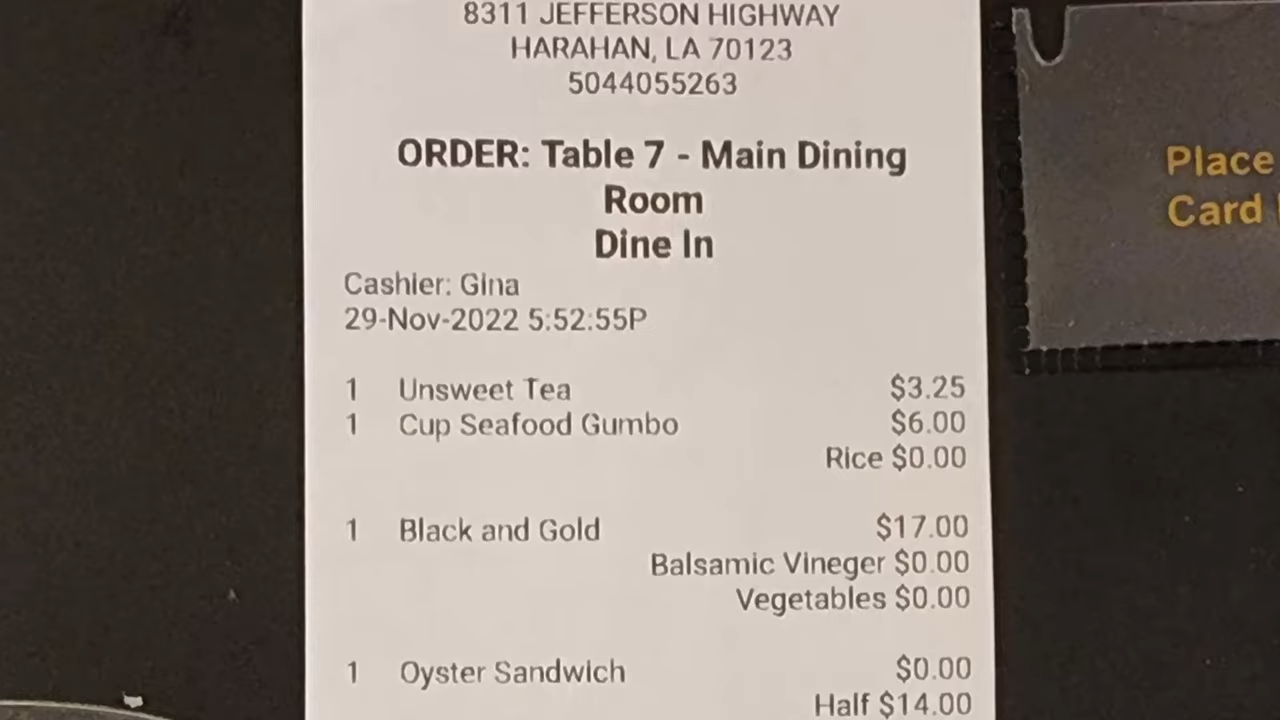 8311 JEFFERSON HIGHWAY
HARAHAN, LA 70123
5044055263
ORDER: Table 7 - Main Dining
Room
Dine In
Cashier: Gina
29-Nov-2022 5:52:55P
1 Unsweet Tea $3.25
1 Cup Seafood Gumbo $6.00
Rice $0.00
1 Black and Gold $17.00
Balsamic Vineger $0.00
Vegetables $0.00
1 Oyster Sandwich $0.00
Half $14.00
Place
Card